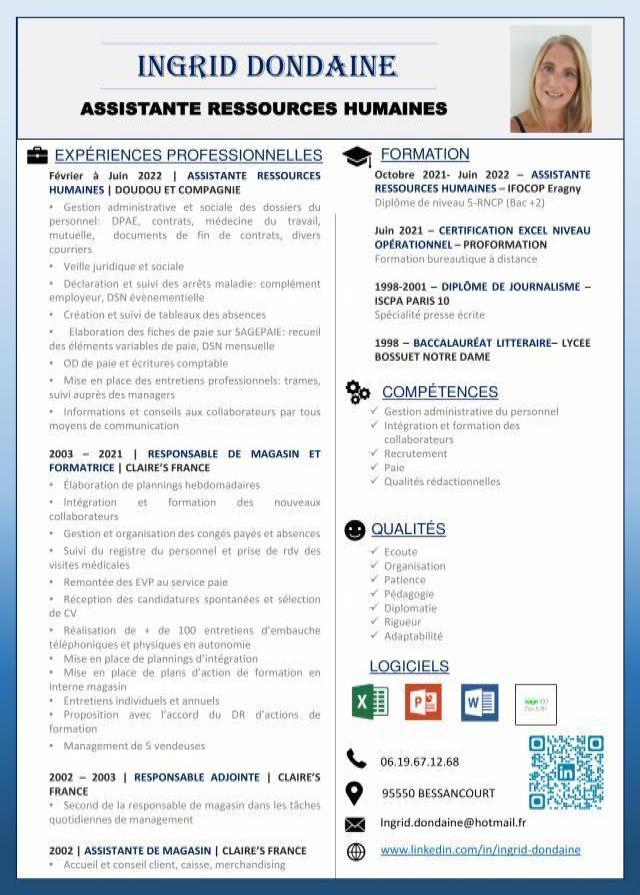 INGRID DONDAINE
ASSISTANTE RESSOURCES HUMAINES
EXPÉRIENCES PROFESSIONNELLES
Février à Juin 2022 | ASSISTANTE RESSOURCES
HUMAINES | DOUDOU ET COMPAGNIE
• Gestion administrative et sociale des dossiers du
personnel: DPAE, contrats, médecine du travail,
mutuelle, documents de fin de contrats, divers
courriers
• Veille juridique et sociale
• Déclaration et suivi des arrêts maladie: complément
employeur, DSN évènementielle
• Création et suivi de tableaux des absences
• Elaboration des fiches de paie sur SAGEPAIE: recueil
des éléments variables de paie, DSN mensuelle
• OD de paie et écritures comptable
• Mise en place des entretiens professionnels: trames,
suivi auprès des managers
• Informations et conseils aux collaborateurs par tous
moyens de communication
2003 – 2021 | RESPONSABLE DE MAGASIN ET
FORMATRICE | CLAIRE'S FRANCE
• Élaboration de plannings hebdomadaires
• Intégration et formation des nouveaux
collaborateurs
• Gestion et organisation des congés payés et absences
• Suivi du registre du personnel et prise de rdv des
visites médicales
• Remontée des EVP au service paie
• Réception des candidatures spontanées et sélection
de CV
• Réalisation de + de 100 entretiens d'embauche
téléphoniques et physiques en autonomie
• Mise en place de plannings d'intégration
• Mise en place de plans d'action de formation en
interne magasin
• Entretiens individuels et annuels
• Proposition avec l'accord du DR d'actions de
formation
• Management de 5 vendeuses
2002 – 2003 | RESPONSABLE ADJOINTE | CLAIRE'S
FRANCE
• Second de la responsable de magasin dans les tâches
quotidiennes de management
2002 | ASSISTANTE DE MAGASIN | CLAIRE'S FRANCE
• Accueil et conseil client, caisse, merchandising
FORMATION
Octobre 2021- Juin 2022 – ASSISTANTE
RESSOURCES HUMAINES – IFOCOP Eragny
Diplôme de niveau 5-RNCP (Bac +2)
Juin 2021 – CERTIFICATION EXCEL NIVEAU
OPÉRATIONNEL – PROFORMATION
Formation bureautique à distance
1998-2001 – DIPLÔME DE JOURNALISME –
ISCPA PARIS 10
Spécialité presse écrite
1998 – BACCALAURÉAT LITTERAIRE– LYCEE
BOSSUET NOTRE DAME
COMPÉTENCES
✓ Gestion administrative du personnel
✓ Intégration et formation des
collaborateurs
✓ Recrutement
✓ Paie
✓ Qualités rédactionnelles
QUALITÉS
✓ Ecoute
✓ Organisation
✓ Patience
✓ Pédagogie
✓ Diplomatie
✓ Rigueur
✓ Adaptabilité
LOGICIELS
X P W sage
06.19.67.12.68
95550 BESSANCOURT
Ingrid.dondaine@hotmail.fr
www.linkedin.com/in/ingrid-dondaine
in